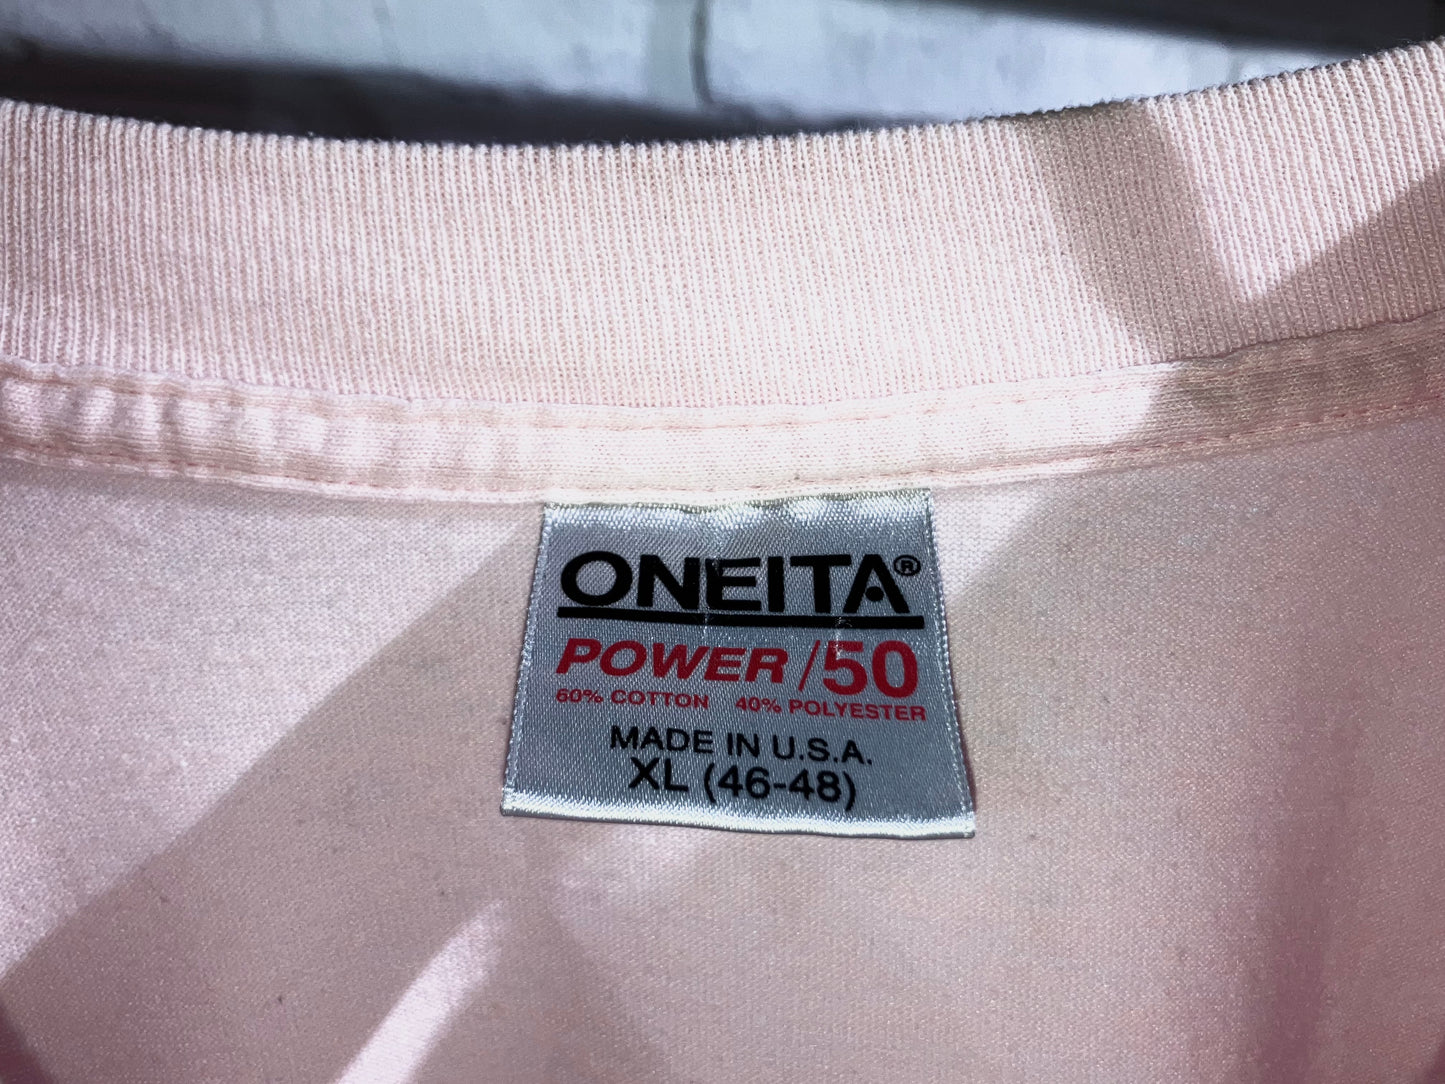 ONEITA®
POWER/50
60% COTTON 40% POLYESTER
MADE IN U.S.A.
XL (46-48)